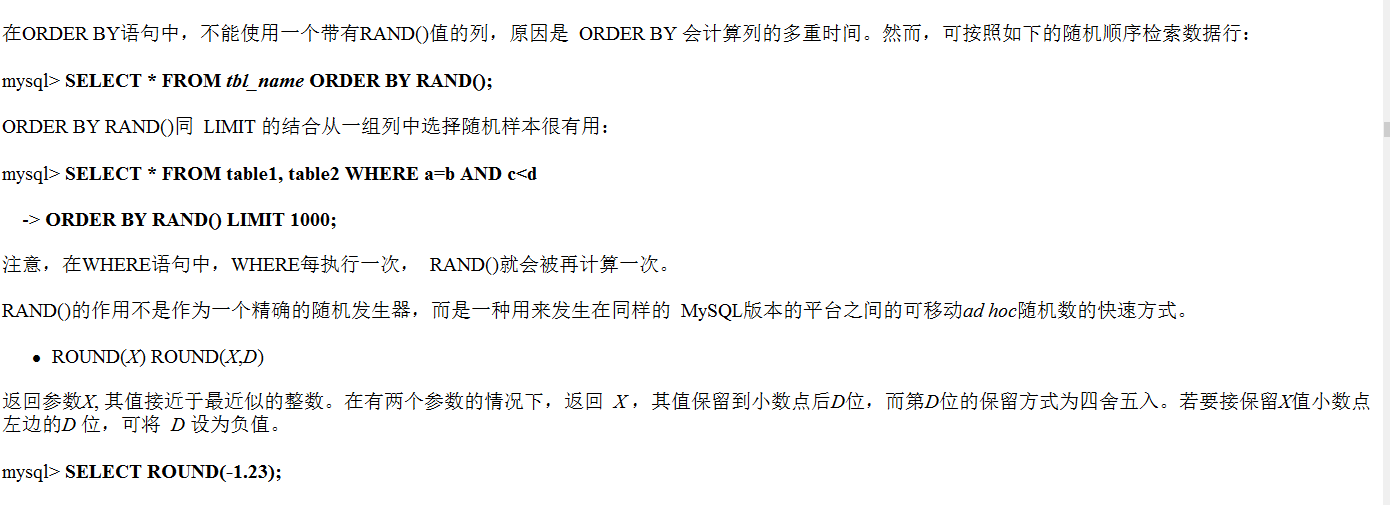 在ORDER BY语句中，不能使用一个带有RAND()值的列，原因是 ORDER BY 会计算列的多重时间。然而，可按照如下的随机顺序检索数据行：
mysql> SELECT * FROM tbl_name ORDER BY RAND();
ORDER BY RAND()同 LIMIT 的结合从一组列中选择随机样本很有用：
mysql> SELECT * FROM table1, table2 WHERE a=b AND c<d
-> ORDER BY RAND() LIMIT 1000;
注意，在WHERE语句中，WHERE每执行一次， RAND()就会被再计算一次。
RAND()的作用不是作为一个精确的随机发生器，而是一种用来发生在同样的 MySQL版本的平台之间的可移动ad hoc随机数的快速方式。
● ROUND(X) ROUND(X,D)
返回参数X, 其值接近于最近似的整数。在有两个参数的情况下，返回 X ，其值保留到小数点后D位，而第D位的保留方式为四舍五入。若要接保留X值小数点
左边的D 位，可将 D 设为负值。
mysql> SELECT ROUND(-1.23);